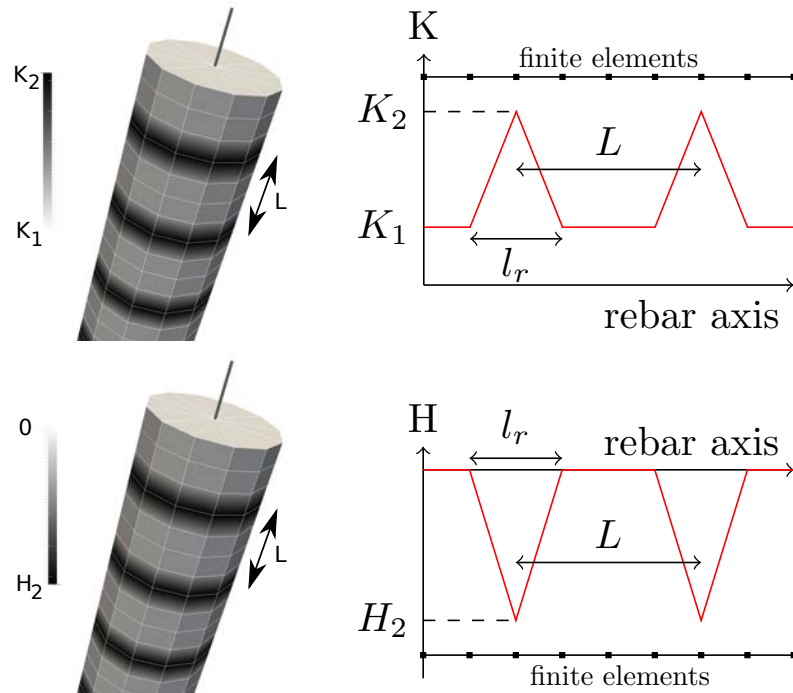 K2
K1
L
K
finite elements
K2
L
K1
lr
rebar axis
0
H2
L
H
lr
rebar axis
L
H2
finite elements